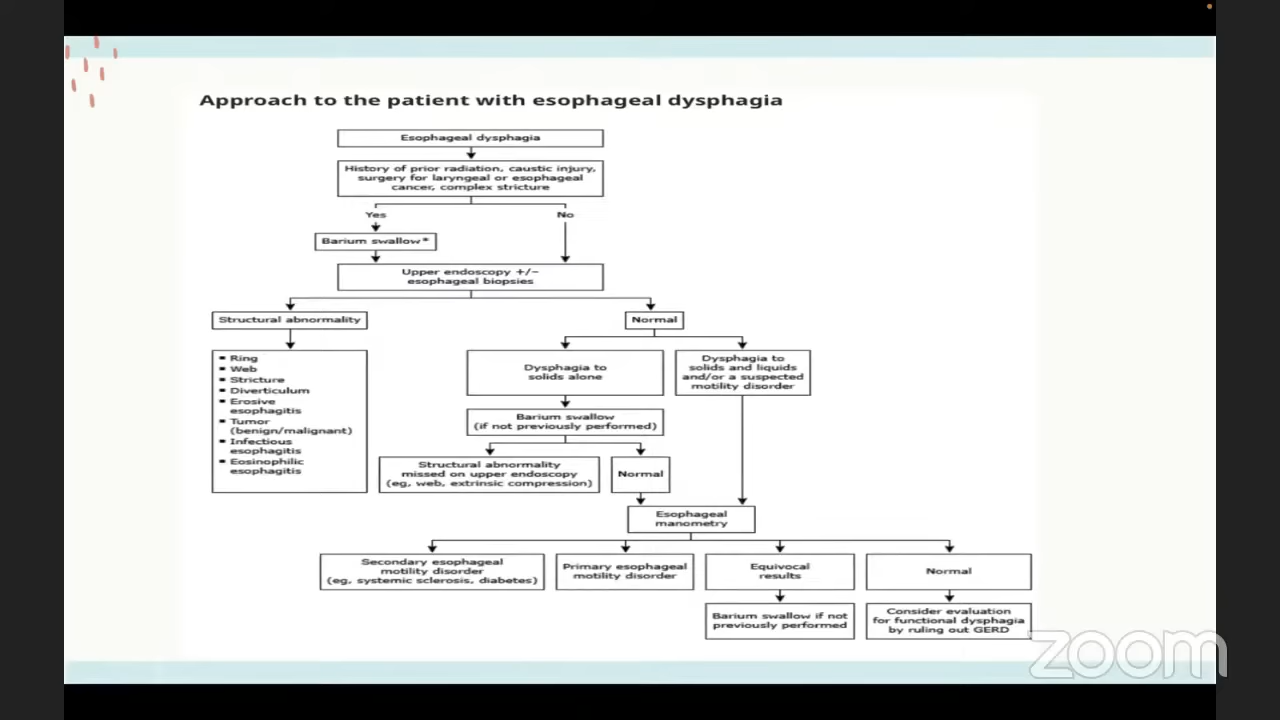 Approach to the patient with esophageal dysphagia
Esophageal dysphagia
History of prior radiation, caustic injury,
surgery for laryngeal or esophageal
cancer, complex stricture
Yes
No
Barium swallow*
Upper endoscopy +/−
esophageal biopsies
Structural abnormality
Normal
▪ Ring
▪ Web
▪ Stricture
▪ Diverticulum
▪ Erosive
esophagitis
▪ Tumor
(benign/malignant)
▪ Infectious
esophagitis
▪ Eosinophilic
esophagitis
Dysphagia to
solids alone
Dysphagia to
solids and liquids
and/or a suspected
motility disorder
Barium swallow
(if not previously performed)
Structural abnormality
missed on upper endoscopy
(eg, web, extrinsic compression)
Normal
Esophageal
manometry
Secondary esophageal
motility disorder
(eg, systemic sclerosis, diabetes)
Primary esophageal
motility disorder
Equivocal
results
Normal
Barium swallow if not
previously performed
Consider evaluation
for functional dysphagia
by ruling out GERD
zoom